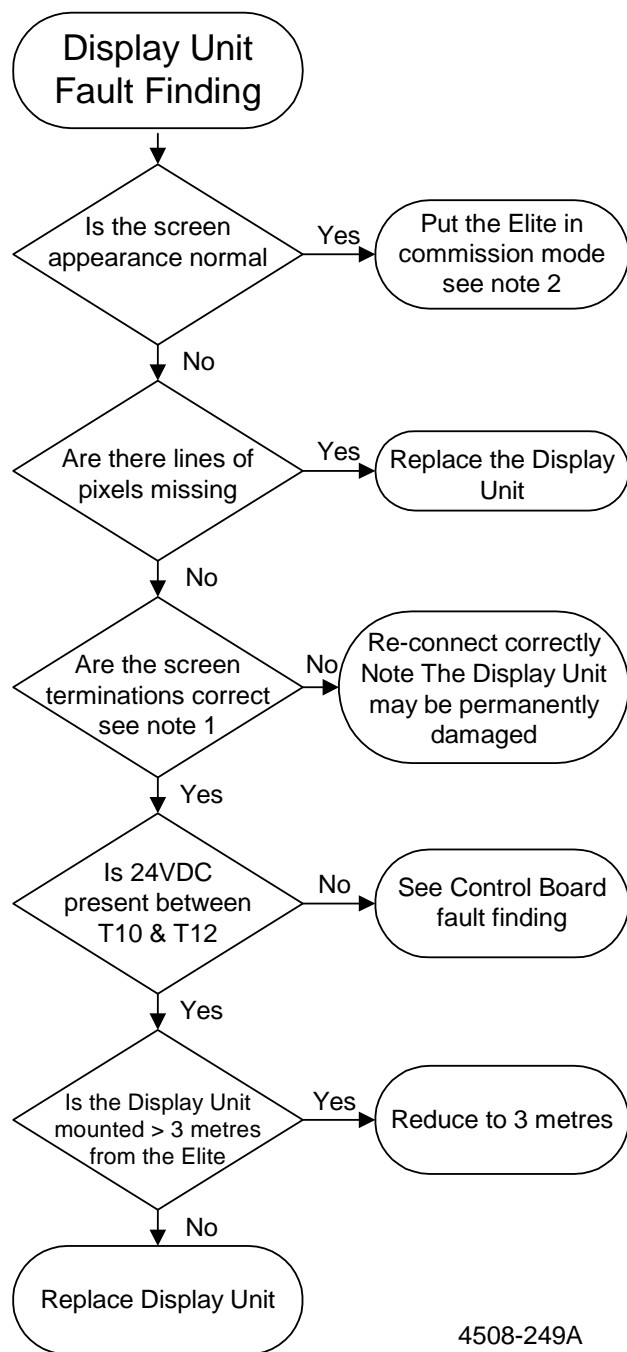 Display Unit
Fault Finding
Is the screen
appearance normal
Yes
Put the Elite in
commission mode
see note 2
No
Are there lines of
pixels missing
Yes
Replace the Display
Unit
No
Are the screen
terminations correct
see note 1
No
Re-connect correctly
Note The Display Unit
may be permanently
damaged
Yes
Is 24VDC
present between
T10 & T12
No
See Control Board
fault finding
Yes
Is the Display Unit
mounted > 3 metres
from the Elite
Yes
Reduce to 3 metres
No
Replace Display Unit
4508-249A